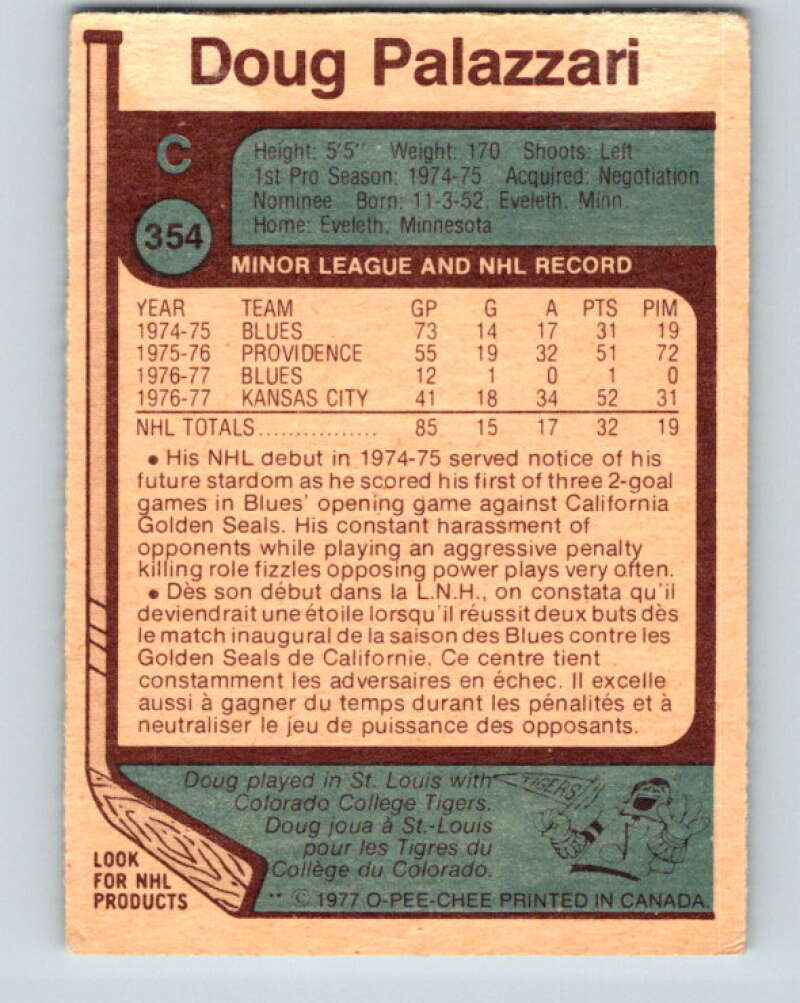 Doug Palazzari
C
Height: 5'5" Weight: 170 Shoots: Left
1st Pro Season: 1974-75 Acquired: Negotiation
Nominee Born: 11-3-52, Eveleth, Minn.
Home: Eveleth, Minnesota
354
MINOR LEAGUE AND NHL RECORD
YEAR TEAM GP G A PTS PIM
1974-75 BLUES 73 14 17 31 19
1975-76 PROVIDENCE 55 19 32 51 72
1976-77 BLUES 12 1 0 1 0
1976-77 KANSAS CITY 41 18 34 52 31
NHL TOTALS................ 85 15 17 32 19
• His NHL debut in 1974-75 served notice of his
future stardom as he scored his first of three 2-goal
games in Blues' opening game against California
Golden Seals. His constant harassment of
opponents while playing an aggressive penalty
killing role fizzles opposing power plays very often.
• Dès son début dans la L.N.H., on constata qu'il
deviendrait une étoile lorsqu'il réussit deux buts dès
le match inaugural de la saison des Blues contre les
Golden Seals de Californie. Ce centre tient
constamment les adversaires en échec. Il excelle
aussi à gagner du temps durant les pénalités et à
neutraliser le jeu de puissance des opposants.
Doug played in St. Louis with
Colorado College Tigers.
Doug joua à St.-Louis
pour les Tigres du
Collège du Colorado.
TIGERS!!
LOOK
FOR NHL
PRODUCTS
** © 1977 O-PEE-CHEE PRINTED IN CANADA.